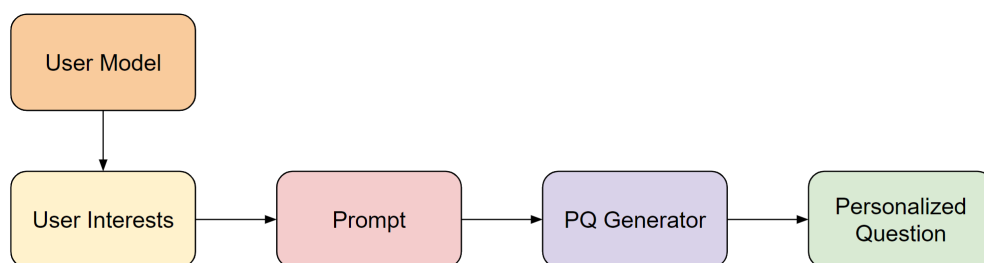 User Model
User Interests
Prompt
PQ Generator
Personalized
Question